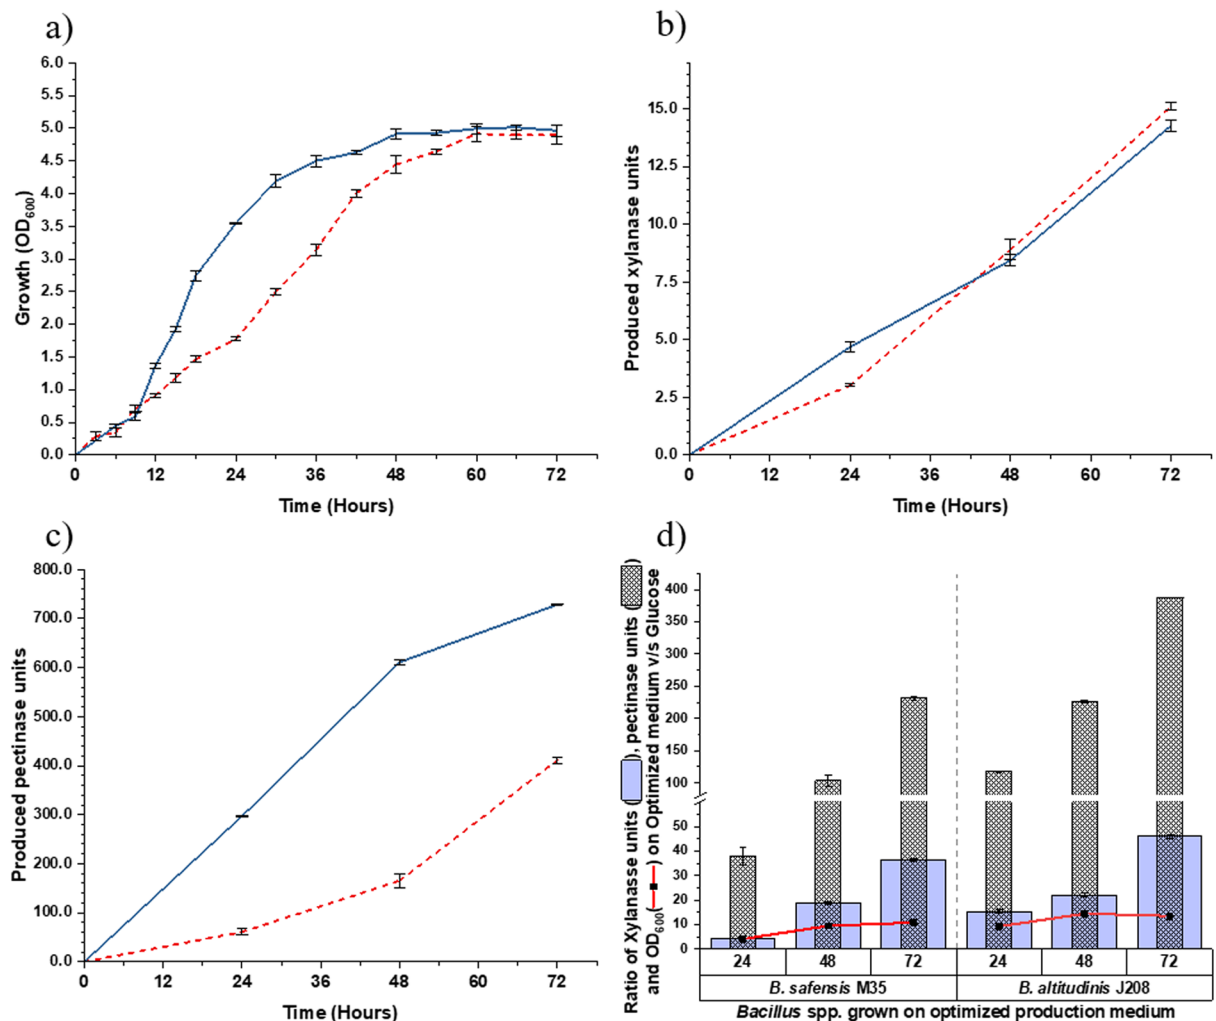 a)
6.0
5.5
5.0
4.5
4.0
3.5
3.0
2.5
2.0
1.5
1.0
0.5
0.0
Growth (OD600)
0 12 24 36 48 60 72
Time (Hours)
b)
15.0
12.5
10.0
7.5
5.0
2.5
0.0
Produced xylanase units
0 12 24 36 48 60 72
Time (Hours)
c)
800.0
700.0
600.0
500.0
400.0
300.0
200.0
100.0
0.0
Produced pectinase units
0 12 24 36 48 60 72
Time (Hours)
d)
Ratio of Xylanase units ( ), pectinase units ( )
and OD600( ) on Optimized medium v/s Glucose
400
350
300
250
200
150
100
50
40
30
20
10
0
24 48 72 24 48 72
B. safensis M35 B. altitudinis J208
Bacillus spp. grown on optimized production medium